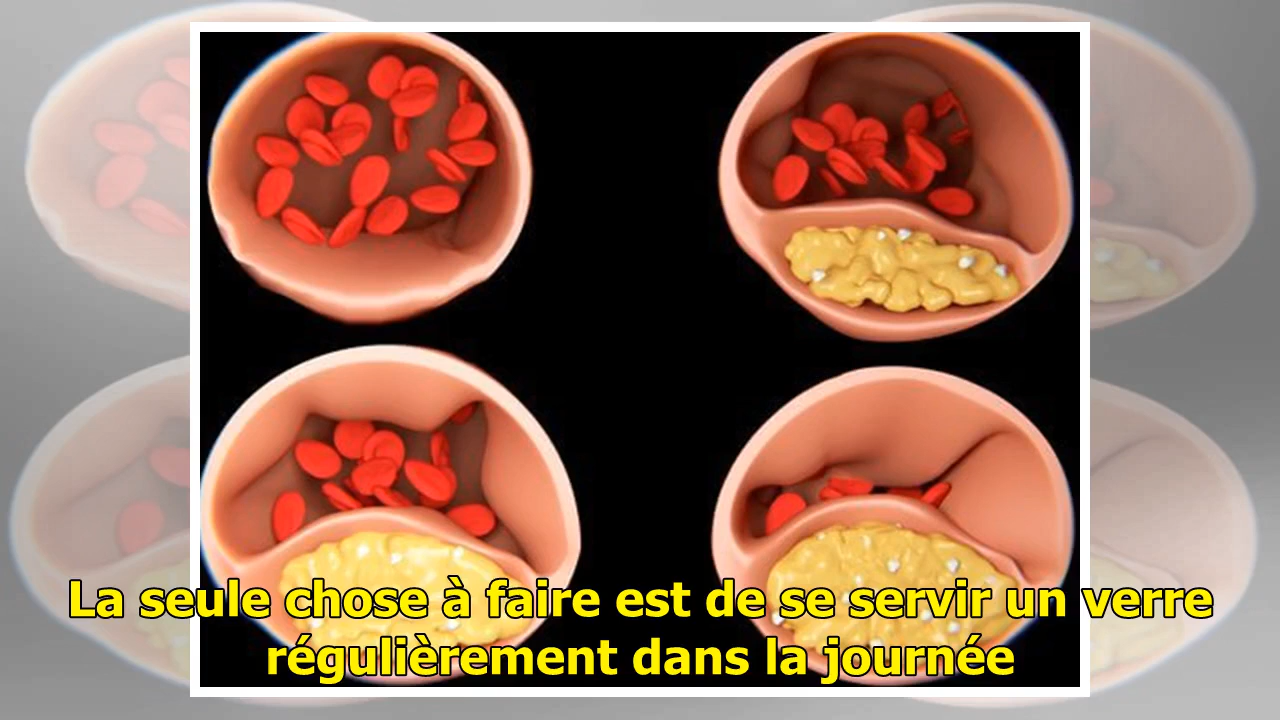 La seule chose à faire est de se servir un verre
régulièrement dans la journée